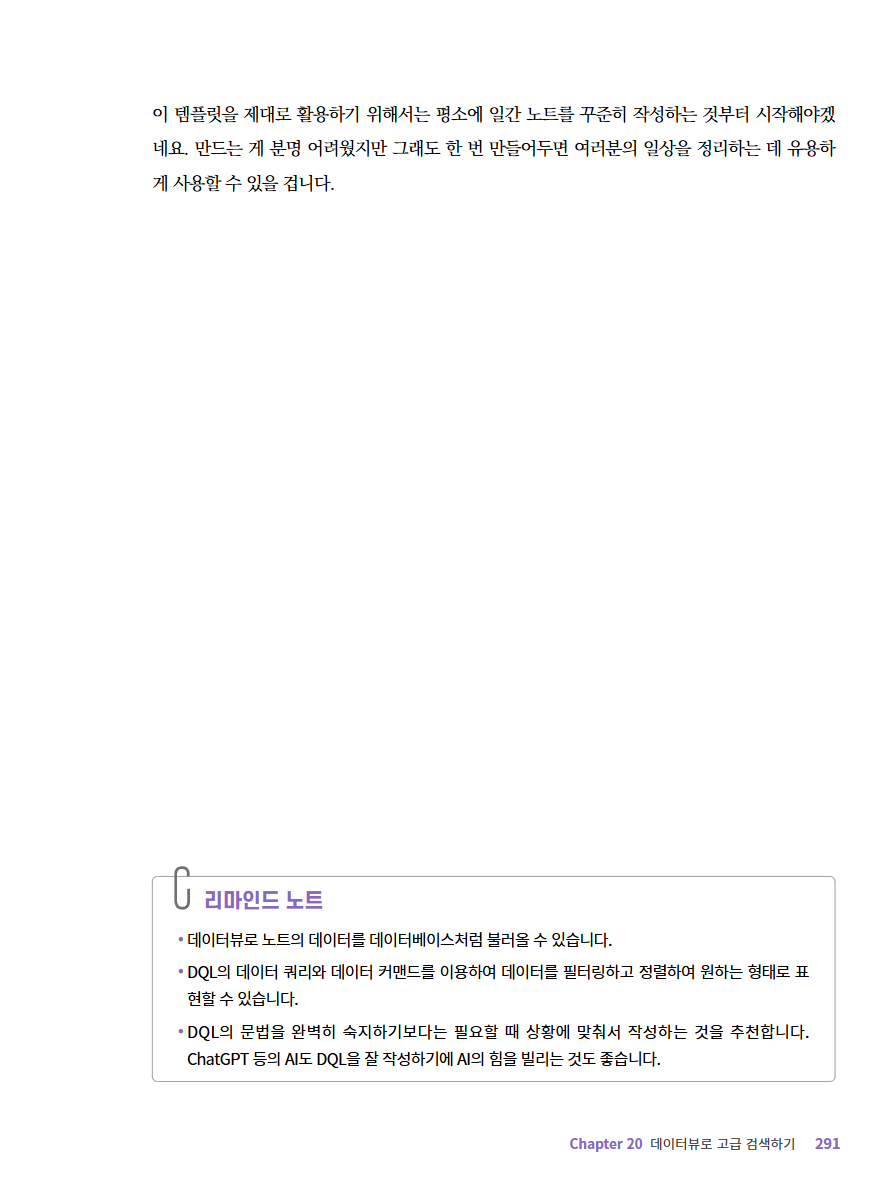 이 템플릿을 제대로 활용하기 위해서는 평소에 일간 노트를 꾸준히 작성하는 것부터 시작해야겠
네요. 만드는 게 분명 어려웠지만 그래도 한 번 만들어두면 여러분의 일상을 정리하는 데 유용하
게 사용할 수 있을 겁니다.
리마인드 노트
• 데이터뷰로 노트의 데이터를 데이터베이스처럼 불러올 수 있습니다.
• DQL의 데이터 쿼리와 데이터 커맨드를 이용하여 데이터를 필터링하고 정렬하여 원하는 형태로 표
현할 수 있습니다.
• DQL의 문법을 완벽히 숙지하기보다는 필요할 때 상황에 맞춰서 작성하는 것을 추천합니다.
ChatGPT 등의 AI도 DQL을 잘 작성하기에 AI의 힘을 빌리는 것도 좋습니다.
Chapter 20 데이터뷰로 고급 검색하기 291